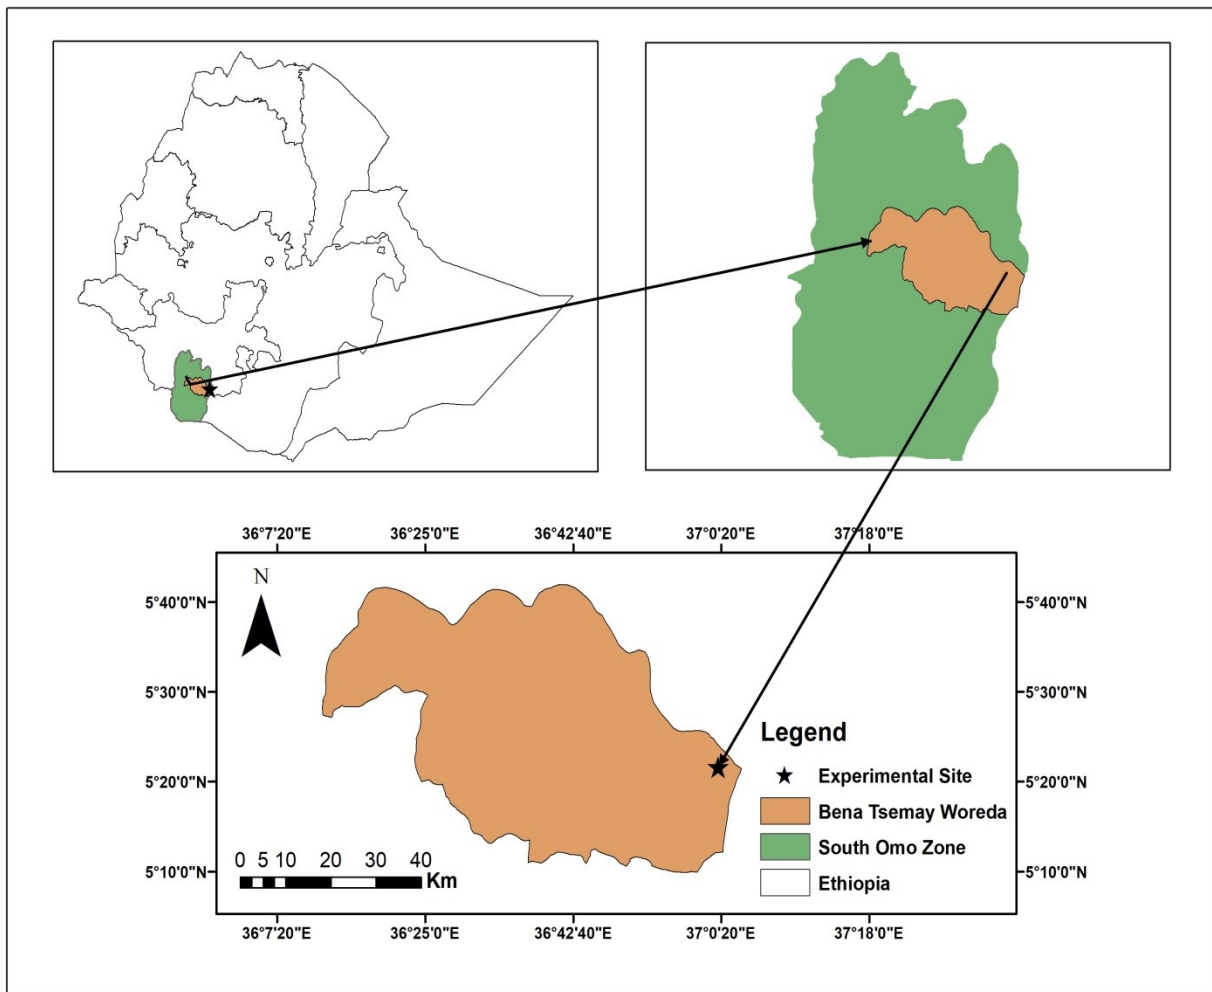 36°7'20"E 36°25'0"E 36°42'40"E 37°0'20"E 37°18'0"E
N
5°40'0"N 5°40'0"N
5°30'0"N 5°30'0"N
Legend
Experimental Site
5°20'0"N 5°20'0"N
Bena Tsemay Woreda
South Omo Zone
0 5 10 20 30 40
Km
5°10'0"N 5°10'0"N
Ethiopia
36°7'20"E 36°25'0"E 36°42'40"E 37°0'20"E 37°18'0"E